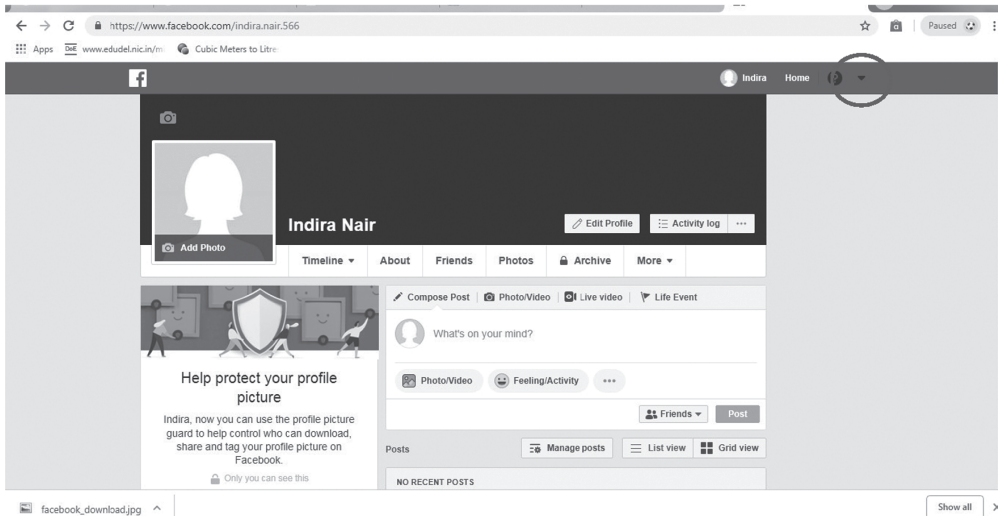 https://www.facebook.com/indira.nair.566
Paused
Apps
DoE
www.edudel.nic.in/m
Cubic Meters to Litre
f
Indira
Home
Indira Nair
Edit Profile
Activity log
Add Photo
Timeline
About
Friends
Photos
Archive
More
Compose Post
Photo/Video
Live video
Life Event
What's on your mind?
Photo/Video
Feeling/Activity
Friends
Post
Help protect your profile
picture
Indira, now you can use the profile picture
guard to help control who can download,
share and tag your profile picture on
Facebook.
Only you can see this
Posts
Manage posts
List view
Grid view
NO RECENT POSTS
facebook_download.jpg
Show all